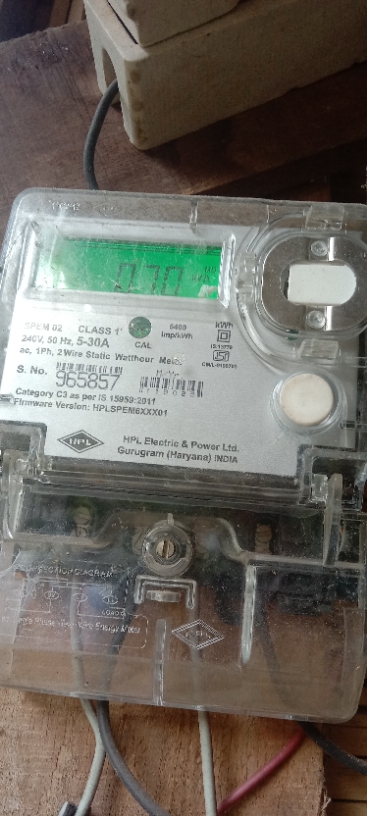 0.70
SPEM 02 CLASS 1 6400 imp/kWh kWh
CAL
240V, 50 Hz, 5-30A
ac, 1Ph, 2Wire Static Watthour Meter
S. No. 965857
Category C3 as per IS 15959:2011
Firmware Version: HPLSPEM6XXX01
HPL
HPL Electric & Power Ltd.
Gurugram (Haryana) INDIA
HPL